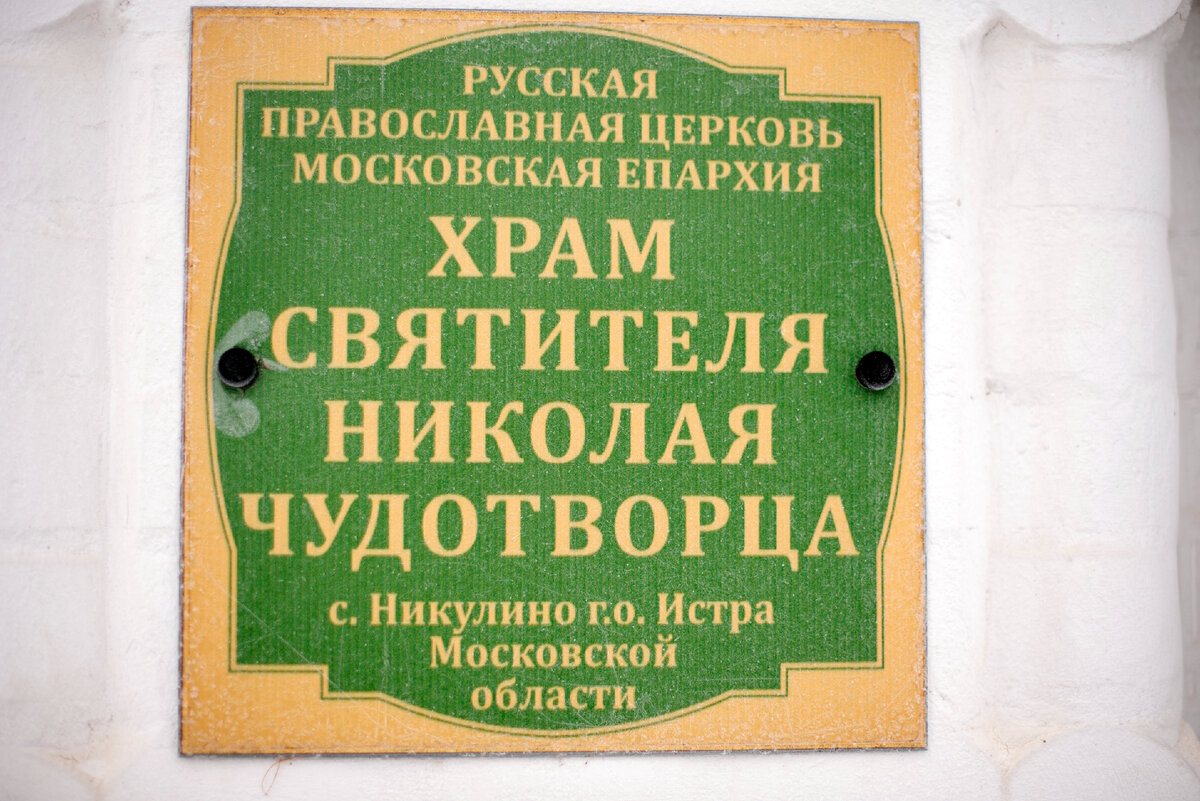 РУССКАЯ
ПРАВОСЛАВНАЯ ЦЕРКОВЬ
МОСКОВСКАЯ ЕПАРХИЯ
ХРАМ
СВЯТИТЕЛЯ
НИКОЛАЯ
ЧУДОТВОРЦА
с. Никулино г.о. Истра
Московской
области